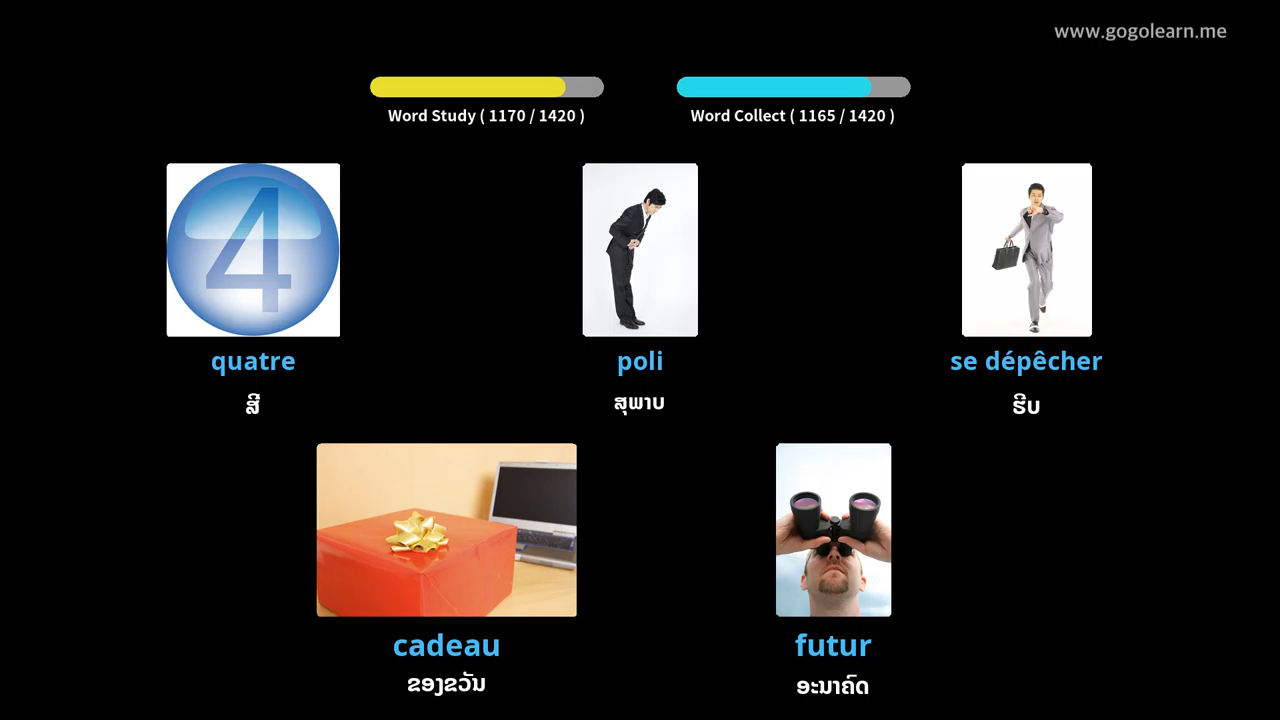 www.gogolearn.me
Word Study ( 1170 / 1420 )
Word Collect ( 1165 / 1420 )
4
quatre
ສີ່
poli
ສຸພາບ
se dépêcher
ຮີບ
cadeau
ຂອງຂວັນ
futur
ອະນາຄົດ